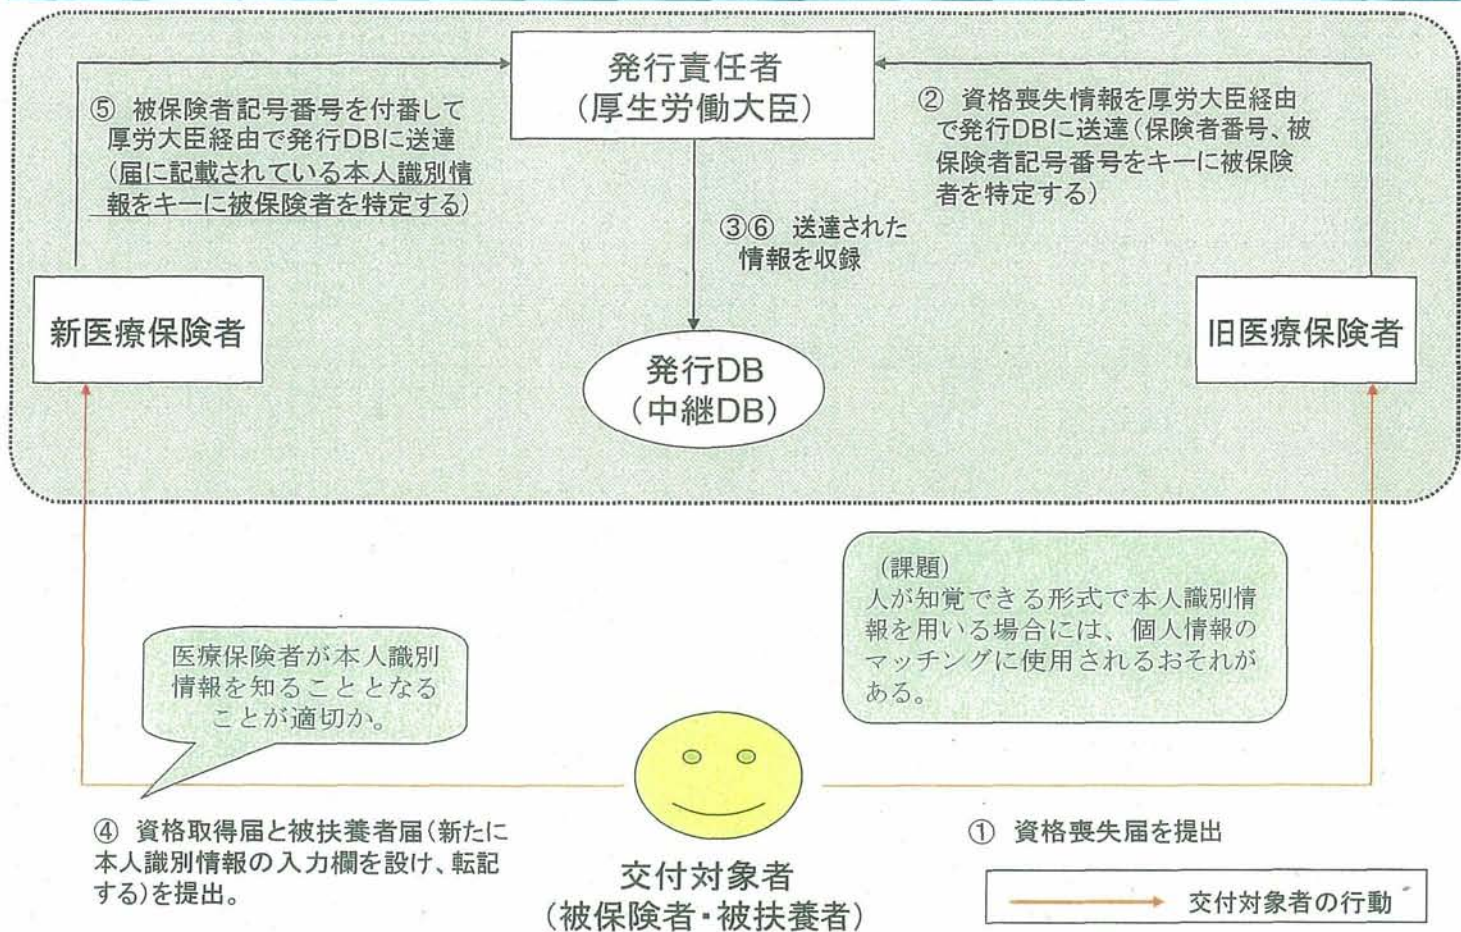 発行責任者
（厚生労働大臣）
⑤ 被保険者記号番号を付番して
厚労大臣経由で発行DBに送達
（届に記載されている本人識別情
報をキーに被保険者を特定する）
② 資格喪失情報を厚労大臣経由
で発行DBに送達（保険者番号、被
保険者記号番号をキーに被保険
者を特定する）
③⑥ 送達された
情報を収録
新医療保険者
旧医療保険者
発行DB
（中継DB）
（課題）
人が知覚できる形式で本人識別情
報を用いる場合には、個人情報の
マッチングに使用されるおそれが
ある。
医療保険者が本人識別
情報を知ることとなる
ことが適切か。
④ 資格取得届と被扶養者届（新たに
本人識別情報の入力欄を設け、転記
する）を提出。
① 資格喪失届を提出
交付対象者
（被保険者・被扶養者）
交付対象者の行動